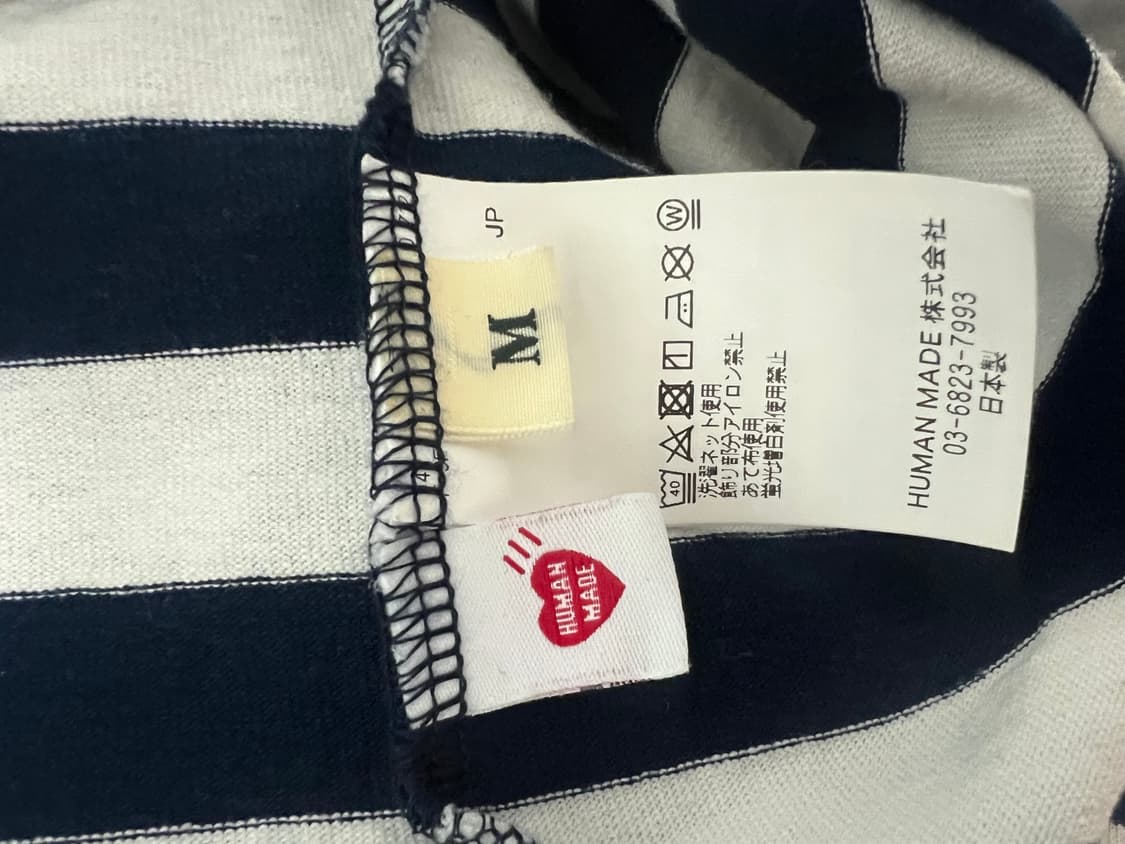 JP
M
40
W
洗濯ネット使用
飾り部分アイロン禁止
あて布使用
蛍光増白剤使用禁止
HUMAN MADE 株式会社
03-6823-7993
日本製
HUMAN
MADE